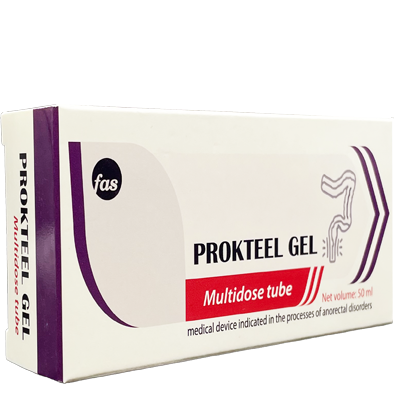 PROKTEEL GEL
Multidose tube
fas
PROKTEEL GEL
Multidose tube
Net volume: 50 ml
medical device indicated in the processes of anorectal disorders